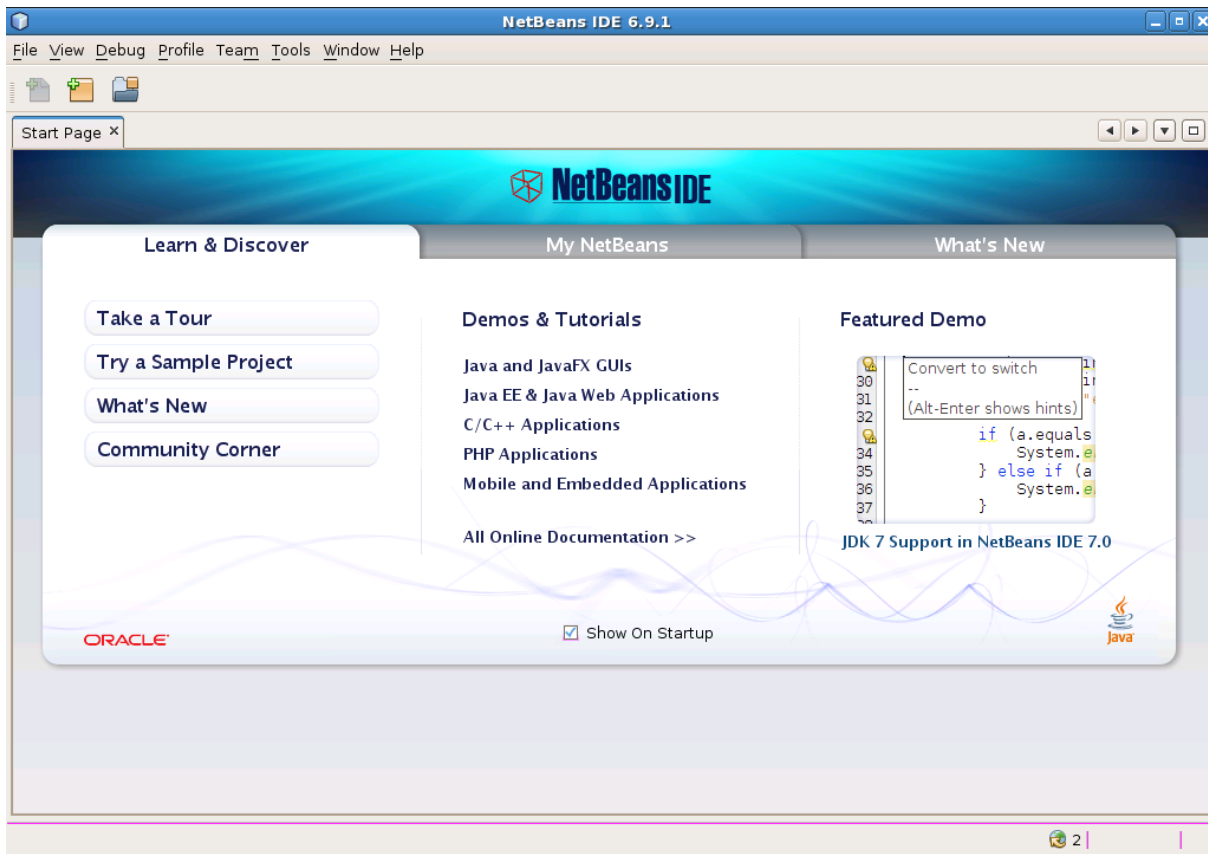 NetBeans IDE 6.9.1
File View Debug Profile Team Tools Window Help
Start Page
NetBeans IDE
Learn & Discover
My NetBeans
What's New
Take a Tour
Try a Sample Project
What's New
Community Corner
Demos & Tutorials
Java and JavaFX GUIs
Java EE & Java Web Applications
C/C++ Applications
PHP Applications
Mobile and Embedded Applications
All Online Documentation >>
Featured Demo
Convert to switch
--
(Alt-Enter shows hints)
30
31
32
if (a.equals
34 System.e
35 } else if (a
36 System.e
37 }
JDK 7 Support in NetBeans IDE 7.0
ORACLE
Show On Startup
Java
2